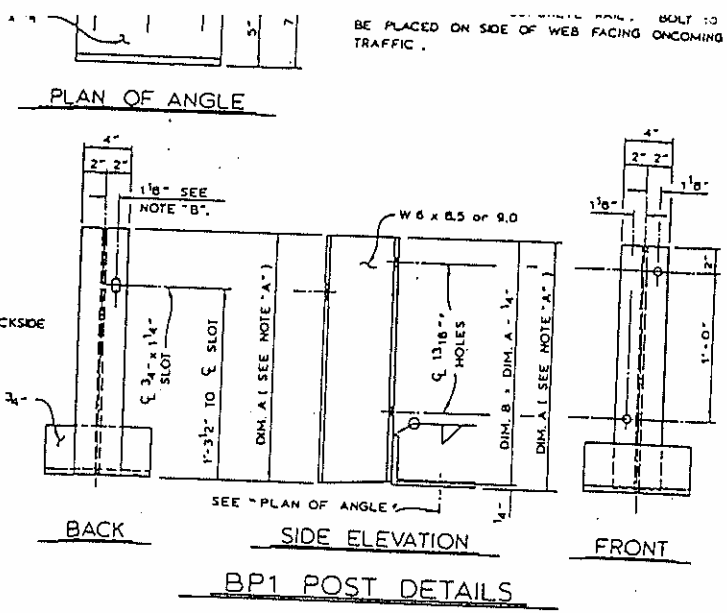 BOLT TO
BE PLACED ON SIDE OF WEB FACING ONCOMING
TRAFFIC.
5"
7
PLAN OF ANGLE
4"
2" 2"
1 1/8" SEE
NOTE "B".
CKSIDE
3/4"
℄ 3/4" x 1 1/4"
SLOT
1'-3 1/2" TO ℄ SLOT
DIM. A ( SEE NOTE "A" )
W 6 x 8.5 or 9.0
℄ 13/16" ø
HOLES
DIM. B = DIM. A - 1/4"
DIM. A ( SEE NOTE "A" )
1/4"
SEE "PLAN OF ANGLE"
4"
2" 2"
1 1/8"
1 1/8"
2"
1'-0"
BACK
SIDE ELEVATION
FRONT
BP1 POST DETAILS